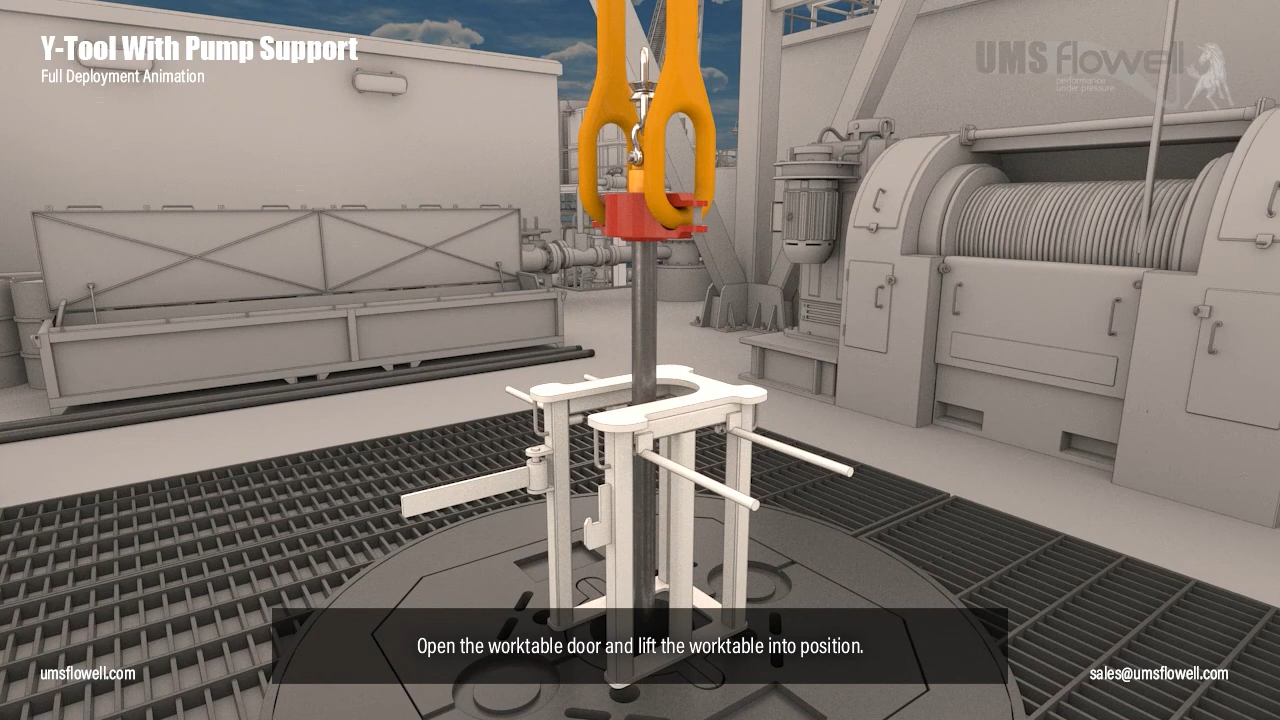 Y-Tool With Pump Support
Full Deployment Animation
UMS flowell
performance
under pressure
Open the worktable door and lift the worktable into position.
umsflowell.com
sales@umsflowell.com